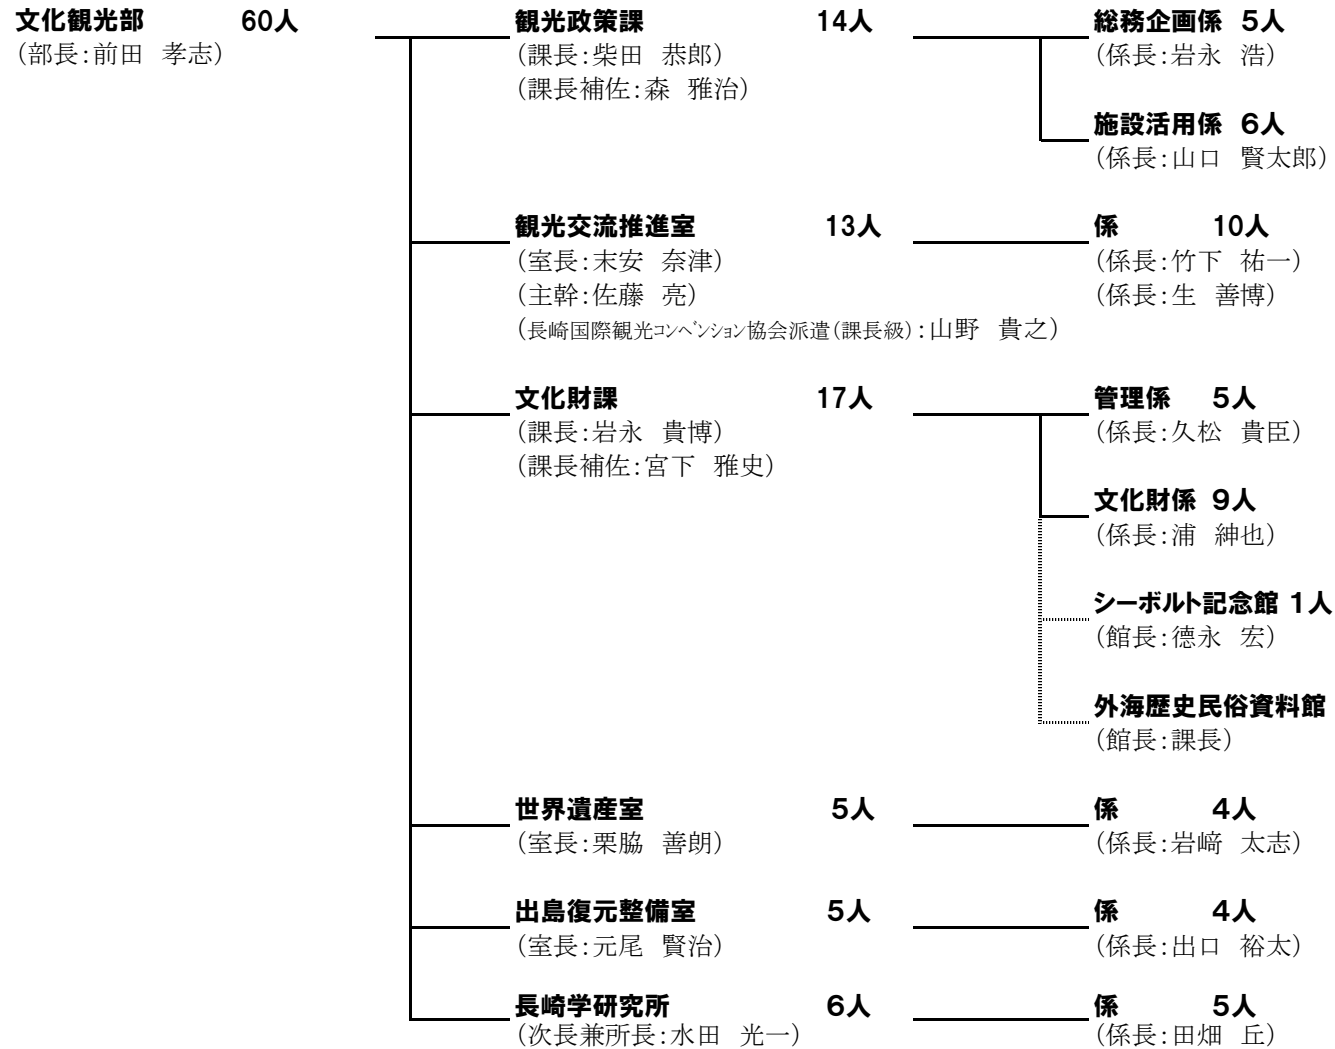 文化観光部 60人
（部長：前田 孝志）
観光政策課 14人
（課長：柴田 恭郎）
（課長補佐：森 雅治）
総務企画係 5人
（係長：岩永 浩）
施設活用係 6人
（係長：山口 賢太郎）
観光交流推進室 13人
（室長：末安 奈津）
（主幹：佐藤 亮）
（長崎国際観光ｺﾝﾍﾞﾝｼｮﾝ協会派遣（課長級）：山野 貴之）
係 10人
（係長：竹下 祐一）
（係長：生 善博）
文化財課 17人
（課長：岩永 貴博）
（課長補佐：宮下 雅史）
管理係 5人
（係長：久松 貴臣）
文化財係 9人
（係長：浦 紳也）
シーボルト記念館 1人
（館長：德永 宏）
外海歴史民俗資料館
（館長：課長）
世界遺産室 5人
（室長：栗脇 善朗）
係 4人
（係長：岩﨑 太志）
出島復元整備室 5人
（室長：元尾 賢治）
係 4人
（係長：出口 裕太）
長崎学研究所 6人
（次長兼所長：水田 光一）
係 5人
（係長：田畑 丘）